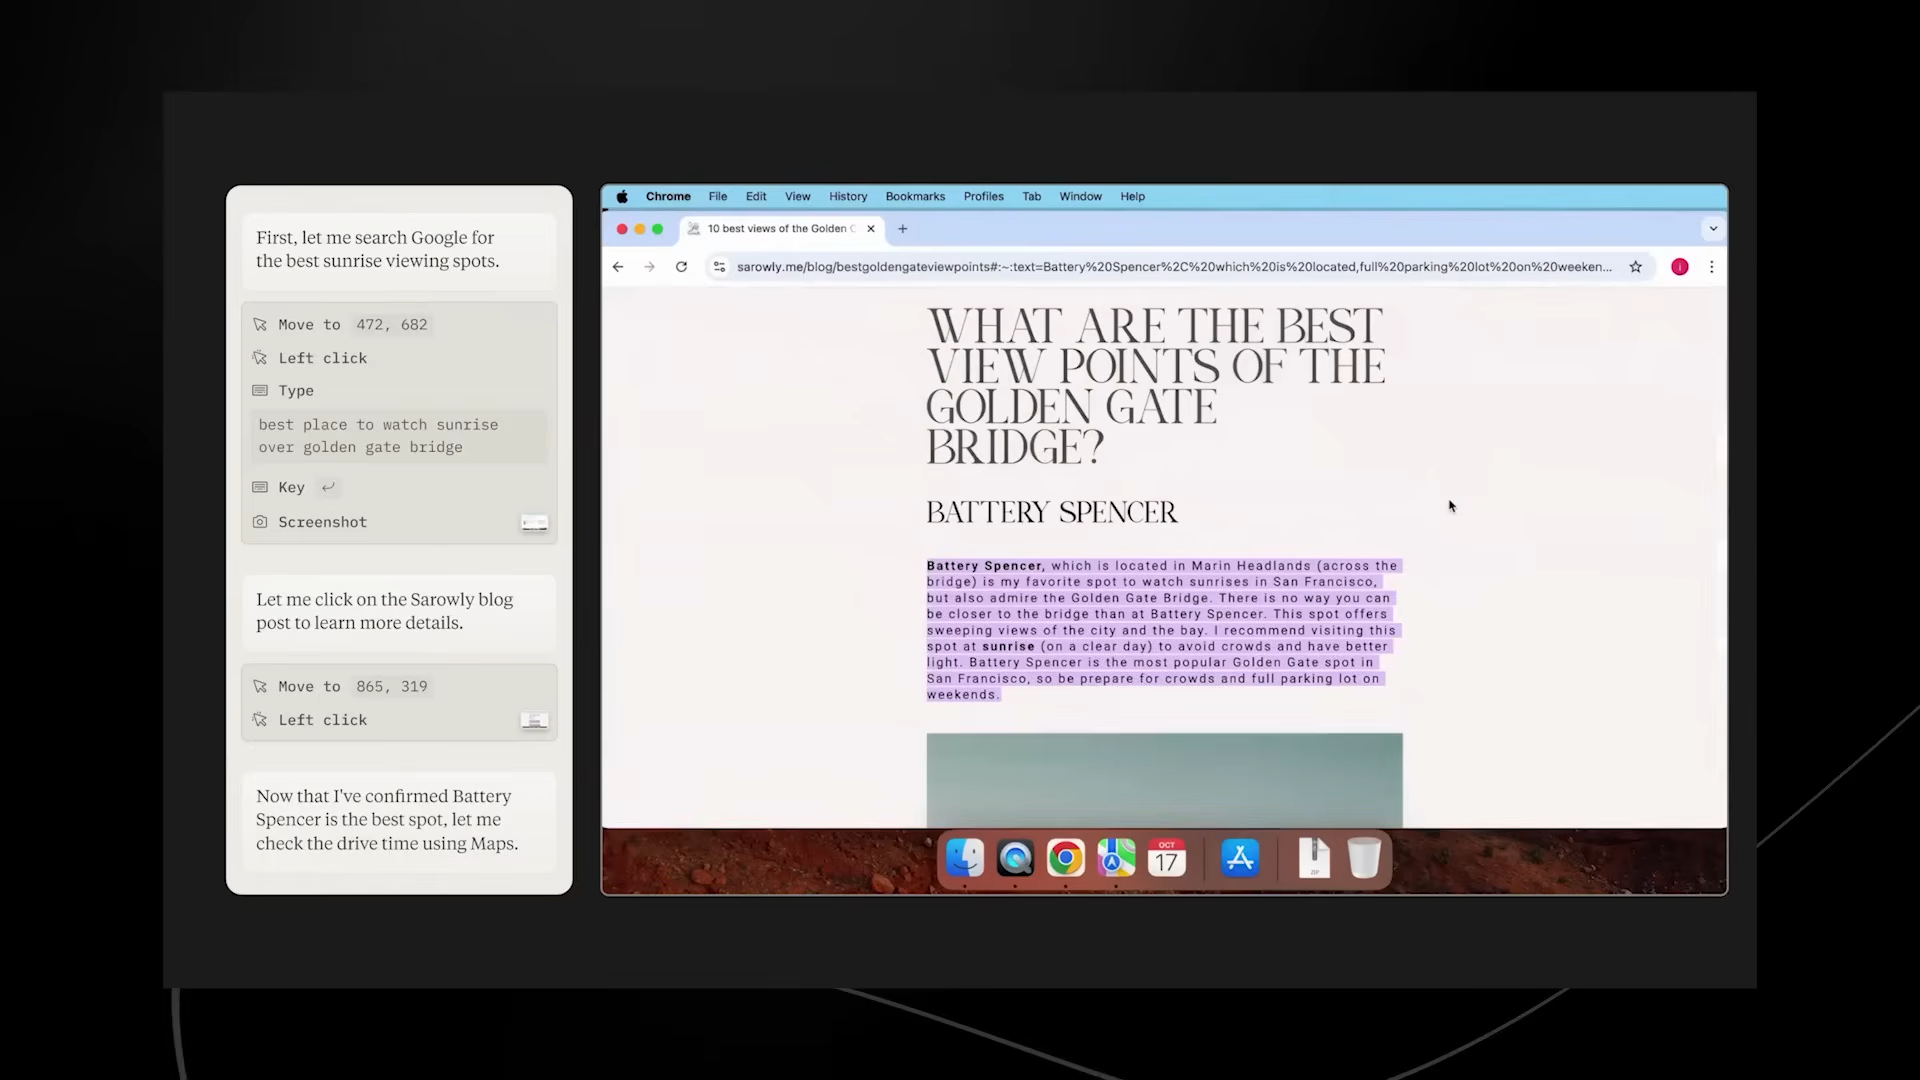 First, let me search Google for
the best sunrise viewing spots.
Move to 472, 682
Left click
Type
best place to watch sunrise
over golden gate bridge
Key
Screenshot
Let me click on the Sarowly blog
post to learn more details.
Move to 865, 319
Left click
Now that I've confirmed Battery
Spencer is the best spot, let me
check the drive time using Maps.
Chrome File Edit View History Bookmarks Profiles Tab Window Help
10 best views of the Golden
sarowly.me/blog/bestgoldengateviewpoints#:~:text=Battery%20Spencer%2C%20which%20is%20located,full%20parking%20lot%20on%20weeken...
WHAT ARE THE BEST
VIEW POINTS OF THE
GOLDEN GATE
BRIDGE?
BATTERY SPENCER
Battery Spencer, which is located in Marin Headlands (across the
bridge) is my favorite spot to watch sunrises in San Francisco,
but also admire the Golden Gate Bridge. There is no way you can
be closer to the bridge than at Battery Spencer. This spot offers
sweeping views of the city and the bay. I recommend visiting this
spot at sunrise (on a clear day) to avoid crowds and have better
light. Battery Spencer is the most popular Golden Gate spot in
San Francisco, so be prepare for crowds and full parking lot on
weekends.
OCT
17
ZIP